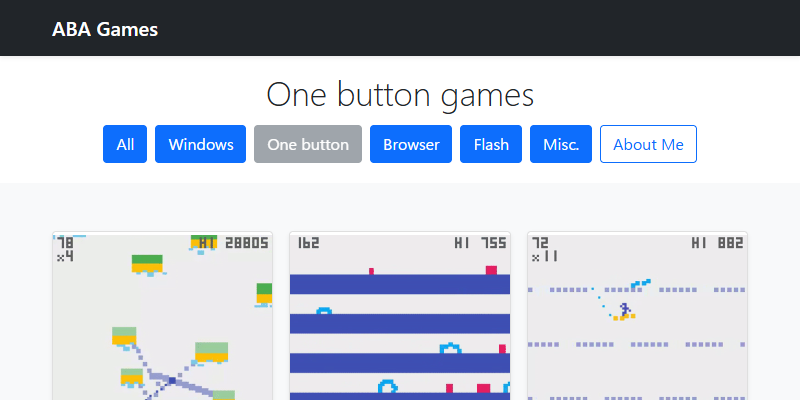 ABA Games
One button games
All Windows One button Browser Flash Misc. About Me
78 HI 28805
x4
162 HI 755
72 HI 882
x11